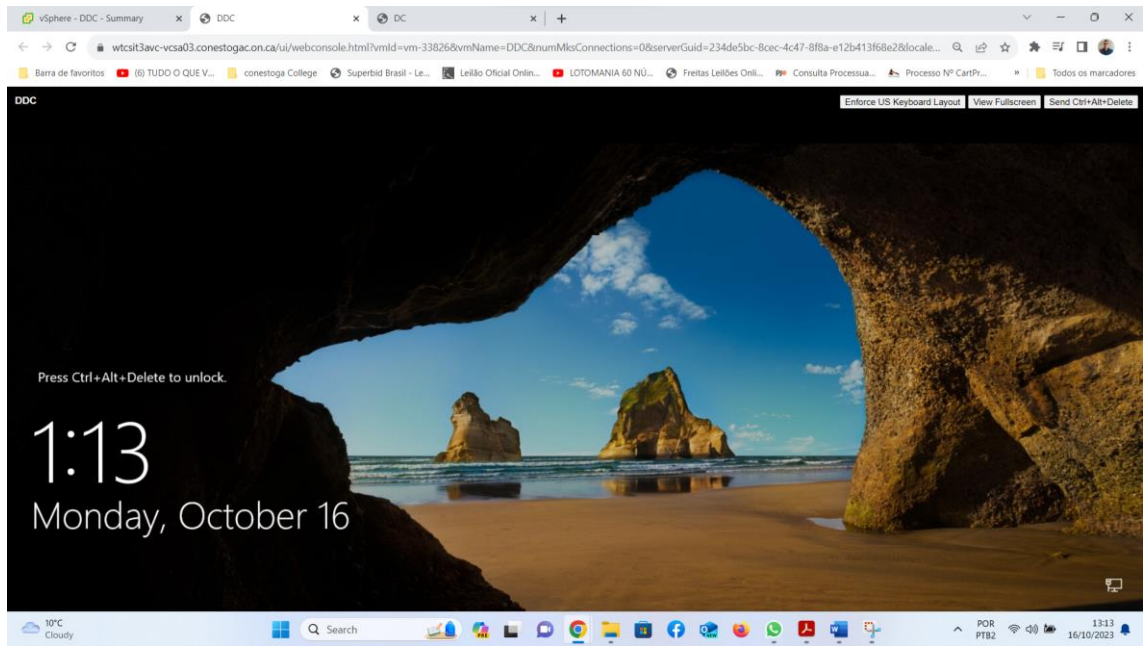 vSphere - DDC - Summary
DDC
DC
wtcsit3avc-vcsa03.conestogac.on.ca/ui/webconsole.html?vmId=vm-33826&vmName=DDC&numMksConnections=0&serverGuid=234de5bc-8cec-4c47-8f8a-e12b413f68e2&locale...
Barra de favoritos
(6) TUDO O QUE V...
conestoga College
Superbid Brasil - Le...
Leilão Oficial Onlin...
LOTOMANIA 60 NÚ...
Freitas Leilões Onli...
Consulta Processua...
Processo Nº CartPr...
»
Todos os marcadores
DDC
Enforce US Keyboard Layout
View Fullscreen
Send Ctrl+Alt+Delete
Press Ctrl+Alt+Delete to unlock.
1:13
Monday, October 16
10°C
Cloudy
Search
POR
PTB2
13:13
16/10/2023